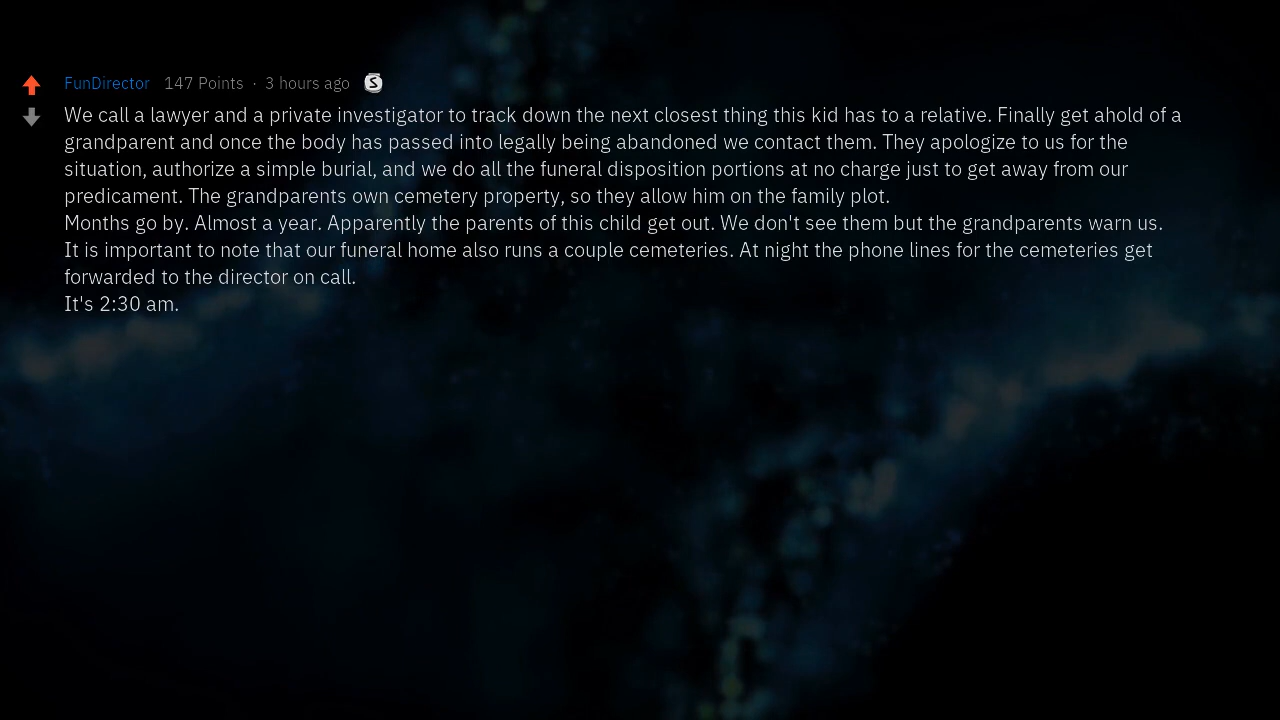 FunDirector 147 Points · 3 hours ago S
We call a lawyer and a private investigator to track down the next closest thing this kid has to a relative. Finally get ahold of a
grandparent and once the body has passed into legally being abandoned we contact them. They apologize to us for the
situation, authorize a simple burial, and we do all the funeral disposition portions at no charge just to get away from our
predicament. The grandparents own cemetery property, so they allow him on the family plot.
Months go by. Almost a year. Apparently the parents of this child get out. We don't see them but the grandparents warn us.
It is important to note that our funeral home also runs a couple cemeteries. At night the phone lines for the cemeteries get
forwarded to the director on call.
It's 2:30 am.